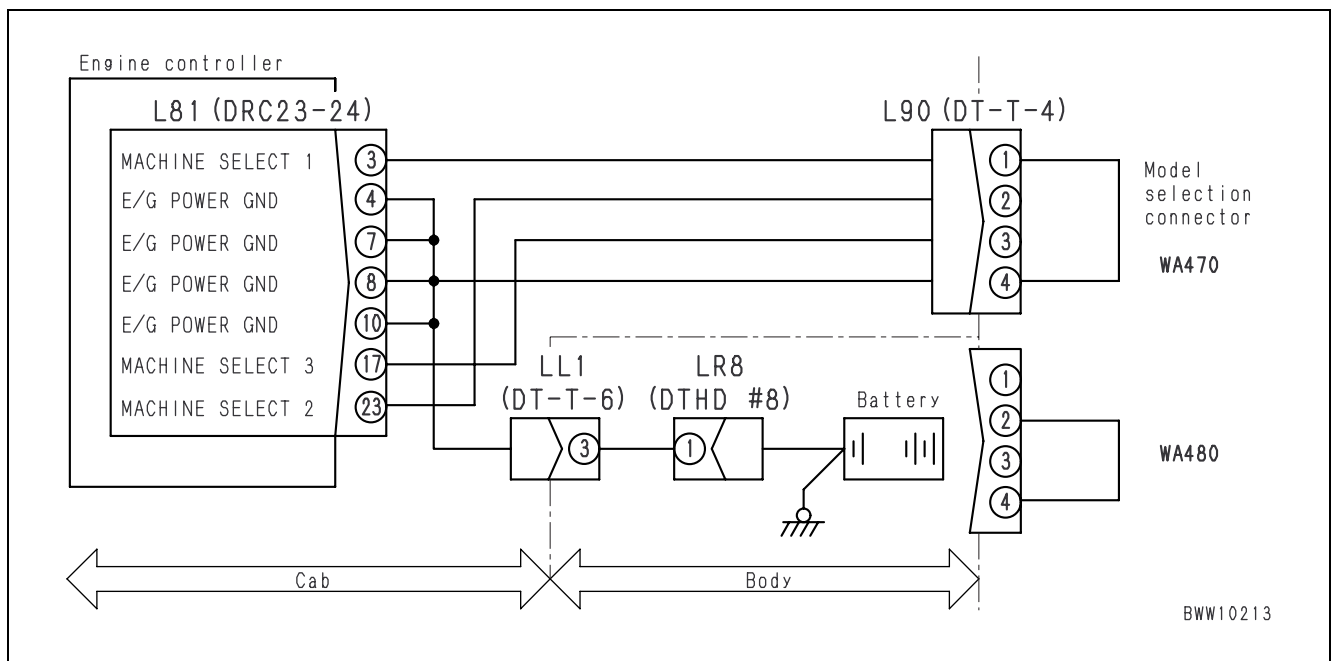 Engine controller
L81 (DRC23-24)
L90 (DT-T-4)
MACHINE SELECT 1
3
1
E/G POWER GND
4
2
E/G POWER GND
7
3
E/G POWER GND
8
4
E/G POWER GND
10
MACHINE SELECT 3
17
MACHINE SELECT 2
23
Model
selection
connector
WA470
LL1
(DT-T-6)
3
LR8
(DTHD #8)
1
Battery
1
2
3
4
WA480
Cab
Body
BWW10213